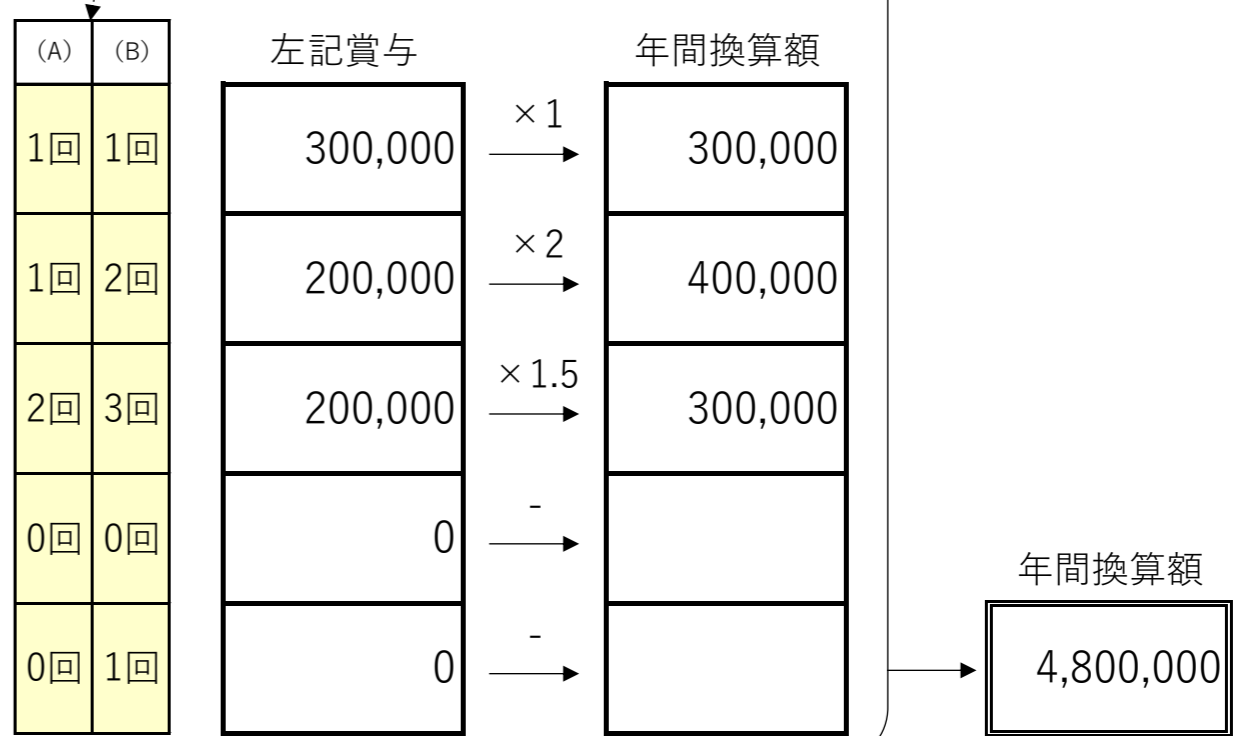 (A) (B) 左記賞与 年間換算額
1回 1回 300,000 ×1 300,000
1回 2回 200,000 ×2 400,000
2回 3回 200,000 ×1.5 300,000
0回 0回 0 -
年間換算額
0回 1回 0 - 4,800,000